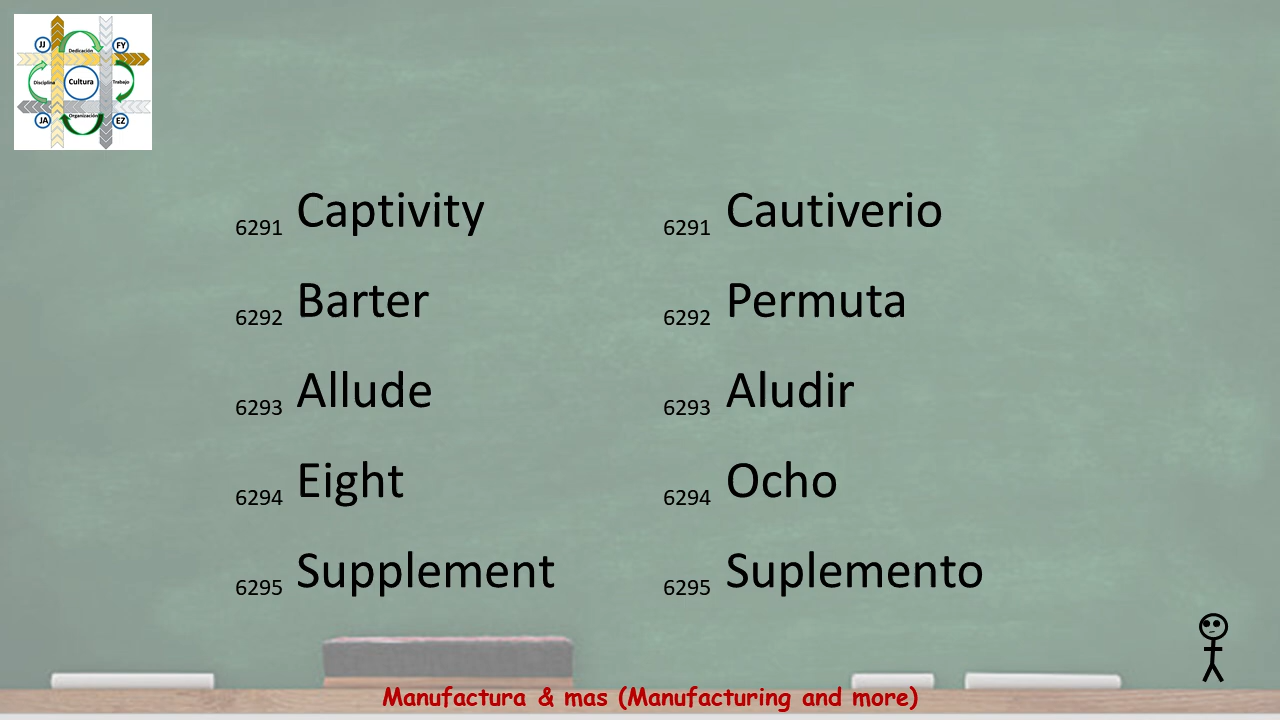 JJ
FY
Dedicación
Disciplina
Cultura
Trabajo
Organización
JA
EZ
6291 Captivity 6291 Cautiverio
6292 Barter 6292 Permuta
6293 Allude 6293 Aludir
6294 Eight 6294 Ocho
6295 Supplement 6295 Suplemento
Manufactura & mas (Manufacturing and more)